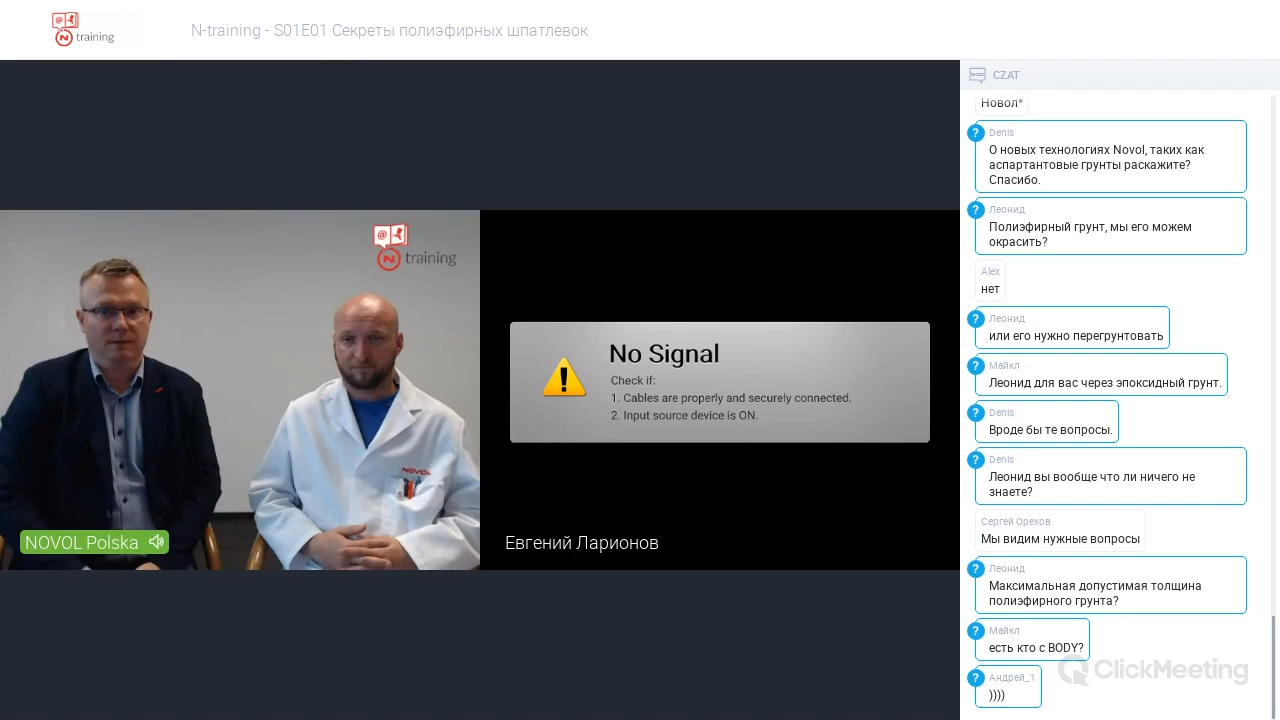 @
N training
N-training - S01E01 Секреты полиэфирных шпатлевок
CZAT
Новол*
? Denis
О новых технологиях Novol, таких как
аспартантовые грунты раскажите?
Спасибо.
? Леонид
Полиэфирный грунт, мы его можем
окрасить?
Alex
нет
? Леонид
или его нужно перегрунтовать
? Майкл
Леонид для вас через эпоксидный грунт.
? Denis
Вроде бы те вопросы.
? Denis
Леонид вы вообще что ли ничего не
знаете?
Сергей Орехов
Мы видим нужные вопросы
? Леонид
Максимальная допустимая толщина
полиэфирного грунта?
? Майкл
есть кто с BODY?
? Андрей_1
))))
ClickMeeting
@
N training
NOVOL
NOVOL Polska
No Signal
Check if:
1. Cables are properly and securely connected.
2. Input source device is ON.
Евгений Ларионов